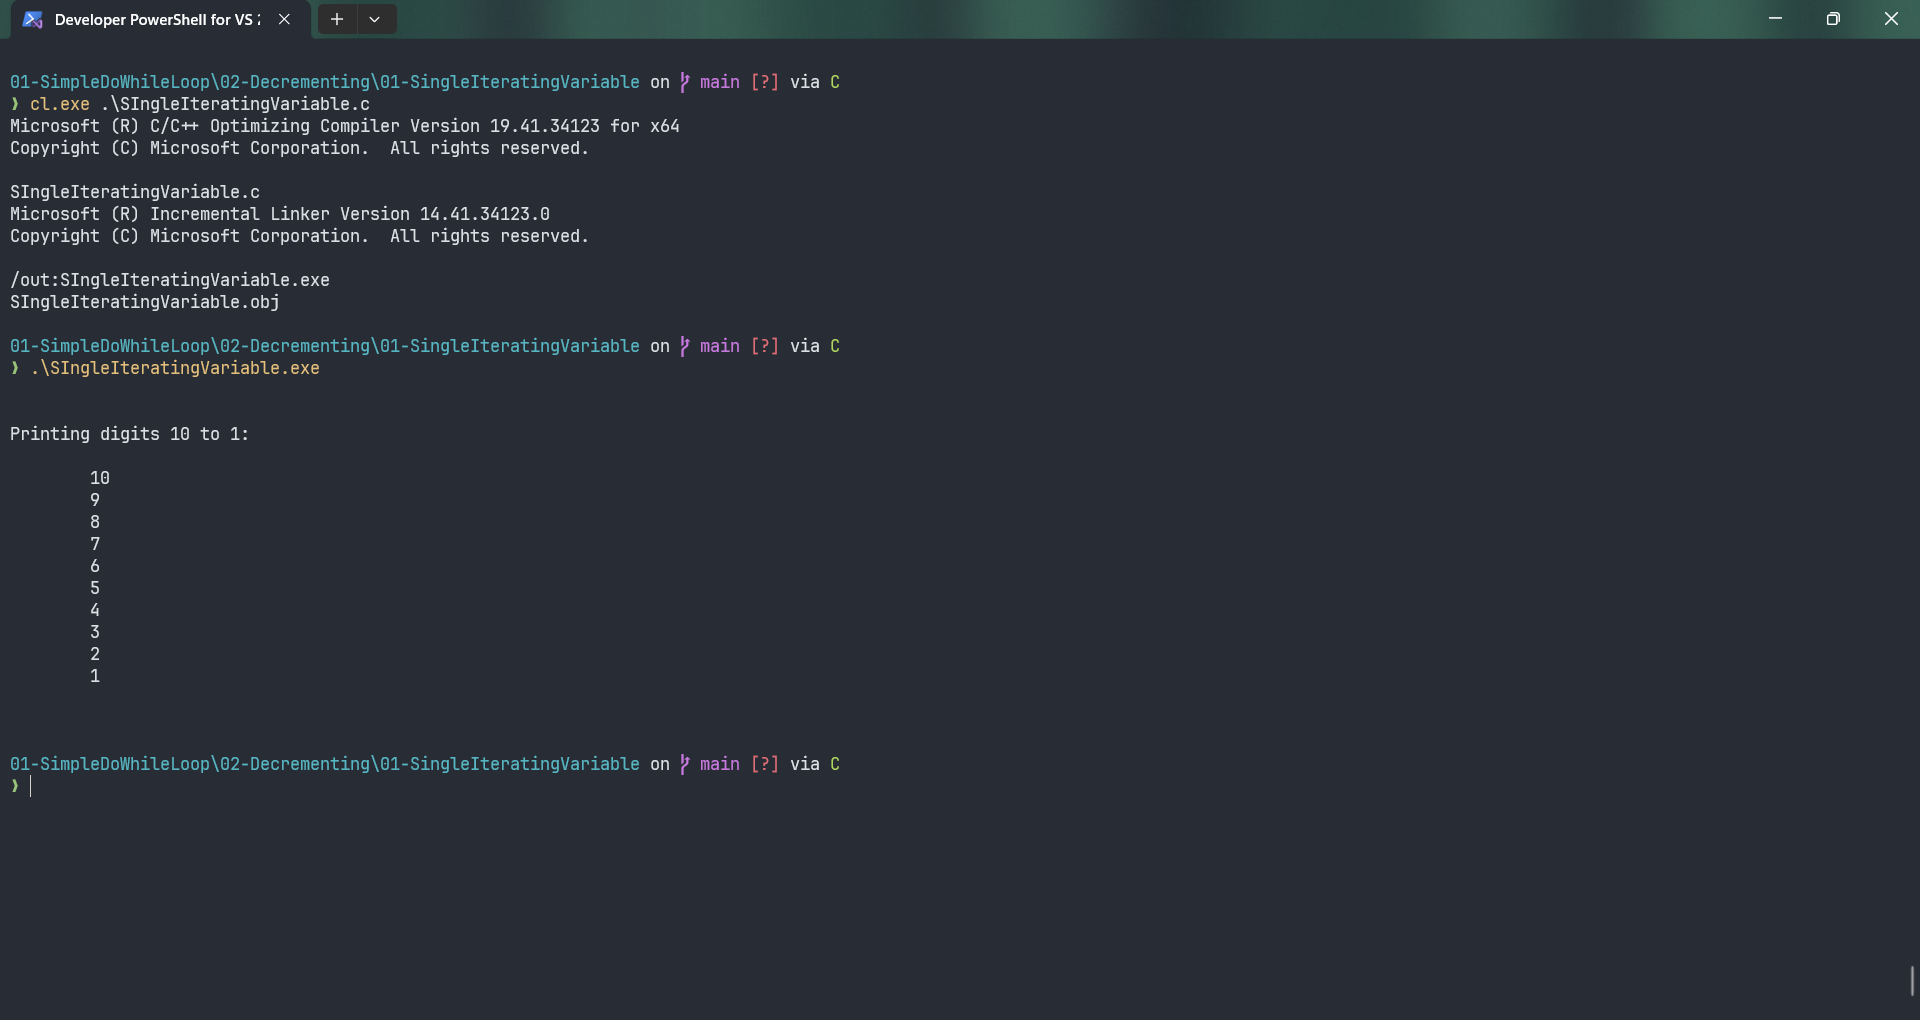 Developer PowerShell for VS 2
01-SimpleDoWhileLoop\02-Decrementing\01-SingleIteratingVariable on main [?] via C
❯ cl.exe .\SIngleIteratingVariable.c
Microsoft (R) C/C++ Optimizing Compiler Version 19.41.34123 for x64
Copyright (C) Microsoft Corporation.  All rights reserved.
SIngleIteratingVariable.c
Microsoft (R) Incremental Linker Version 14.41.34123.0
Copyright (C) Microsoft Corporation.  All rights reserved.
/out:SIngleIteratingVariable.exe
SIngleIteratingVariable.obj
01-SimpleDoWhileLoop\02-Decrementing\01-SingleIteratingVariable on main [?] via C
❯ .\SIngleIteratingVariable.exe
Printing digits 10 to 1:
10
9
8
7
6
5
4
3
2
1
01-SimpleDoWhileLoop\02-Decrementing\01-SingleIteratingVariable on main [?] via C
❯